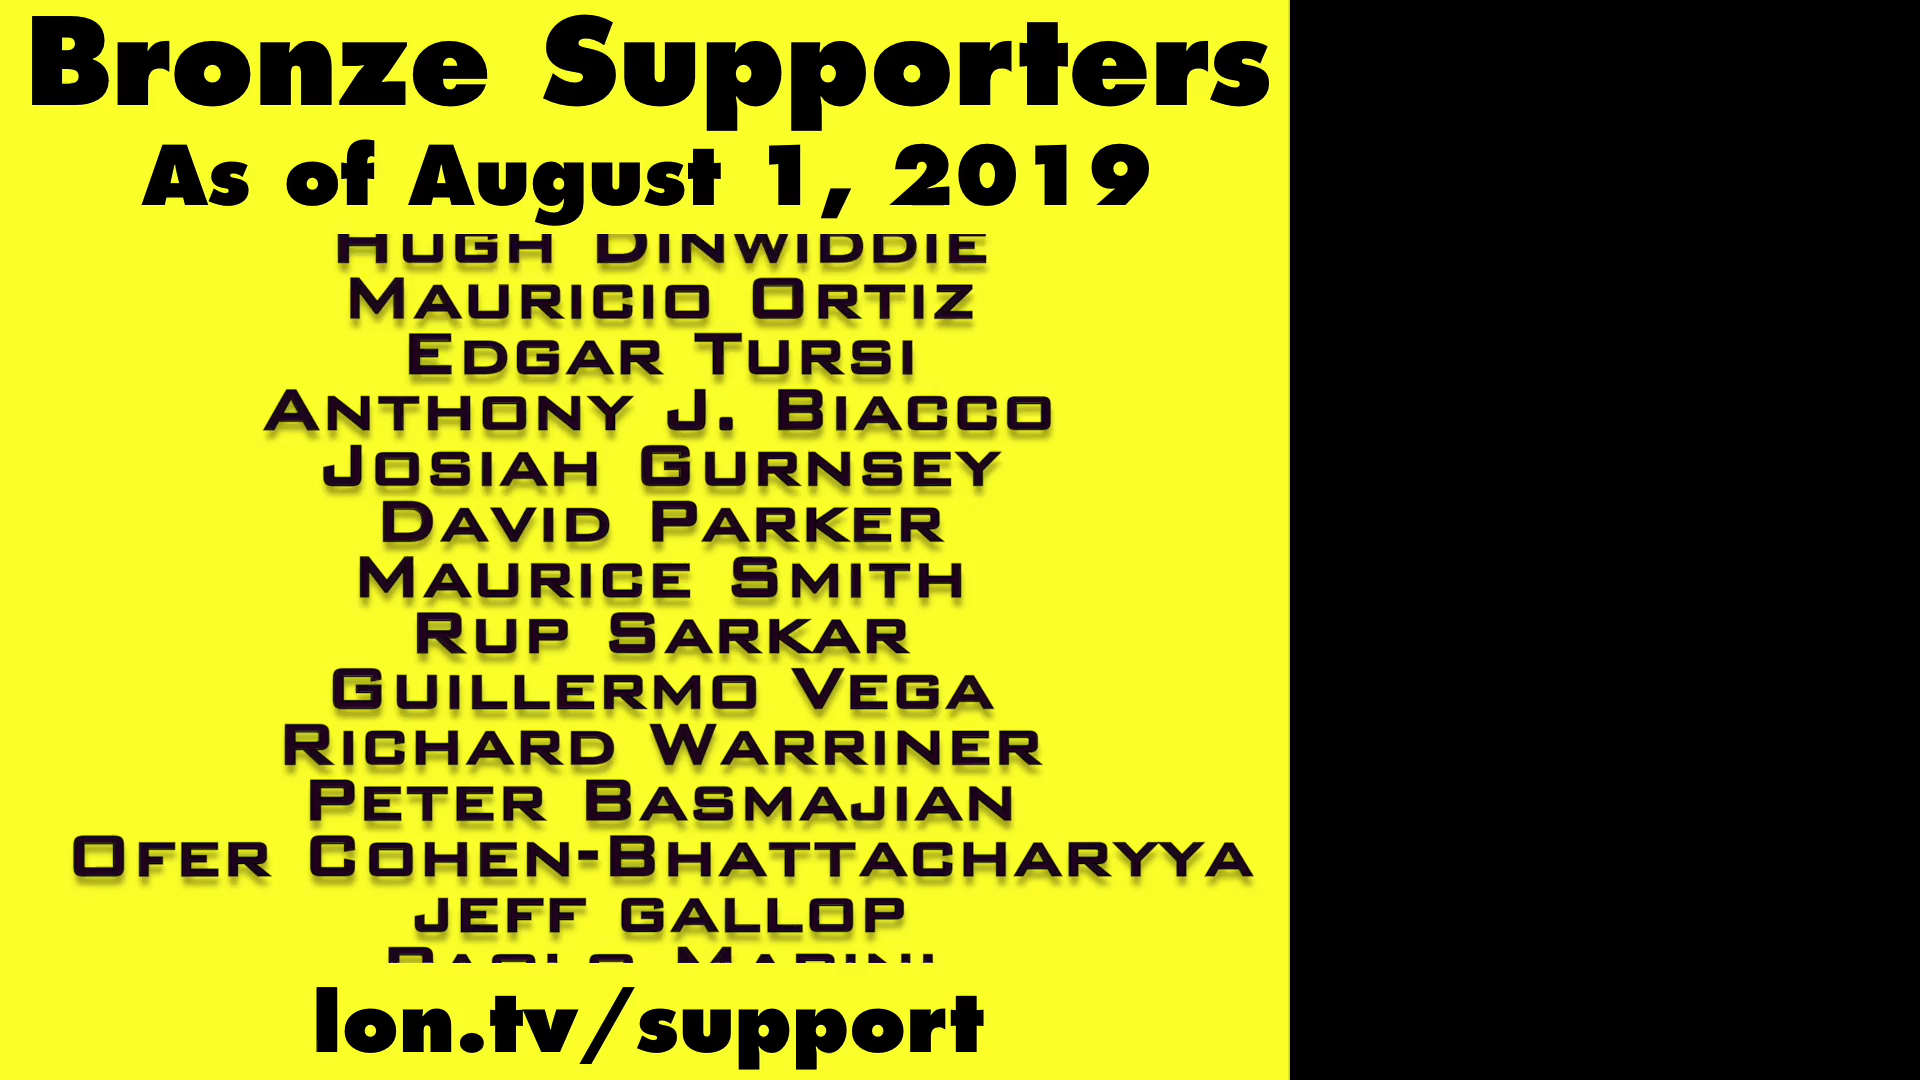 Bronze Supporters
As of August 1, 2019
Hugh Dinwiddie
Mauricio Ortiz
Edgar Tursi
Anthony J. Biacco
Josiah Gurnsey
David Parker
Maurice Smith
Rup Sarkar
Guillermo Vega
Richard Warriner
Peter Basmajian
Ofer Cohen-Bhattacharyya
jeff gallop
lon.tv/support